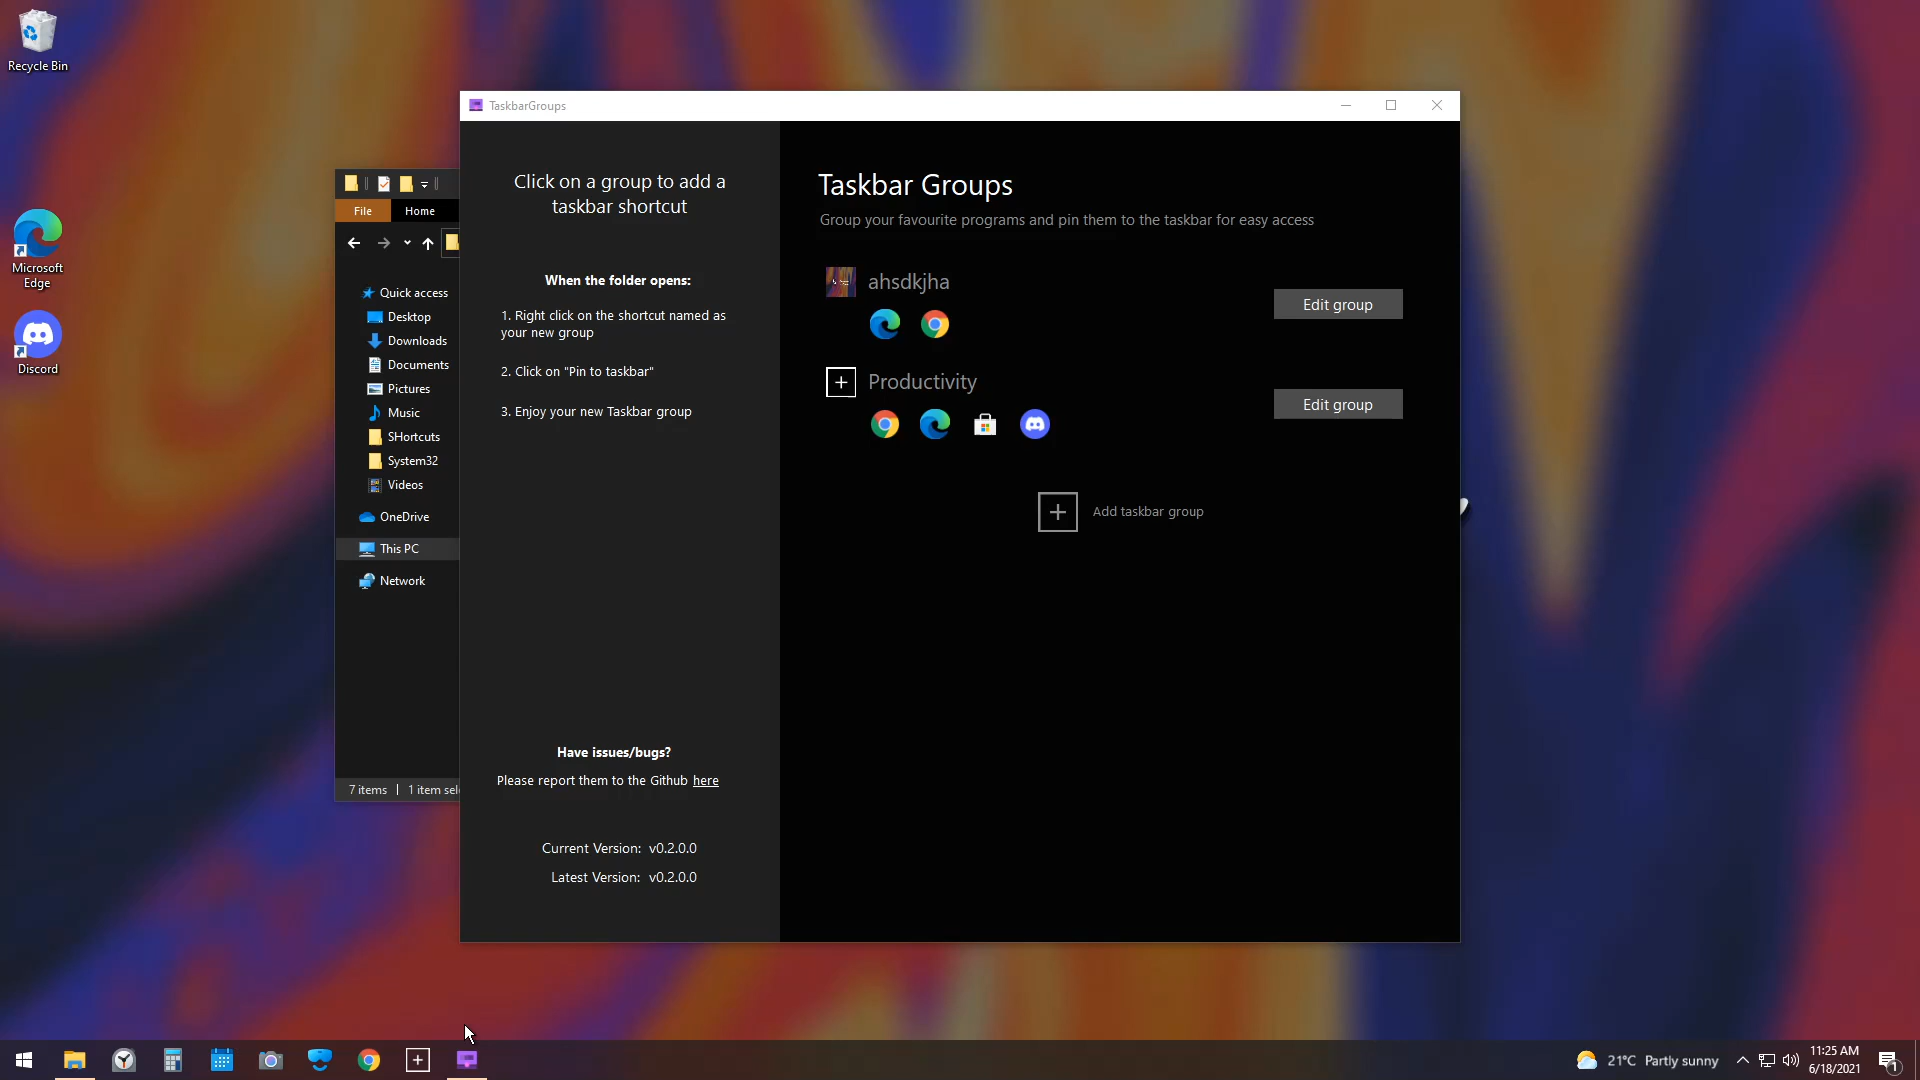 Recycle Bin
Microsoft
Edge
Discord
TaskbarGroups
File
Home
Quick access
Desktop
Downloads
Documents
Pictures
Music
SHortcuts
System32
Videos
OneDrive
This PC
Network
7 items
1 item sel
Click on a group to add a
taskbar shortcut
When the folder opens:
1. Right click on the shortcut named as
your new group
2. Click on "Pin to taskbar"
3. Enjoy your new Taskbar group
Have issues/bugs?
Please report them to the Github here
Current Version: v0.2.0.0
Latest Version: v0.2.0.0
Taskbar Groups
Group your favourite programs and pin them to the taskbar for easy access
ahsdkjha
Edit group
Productivity
Edit group
Add taskbar group
21°C Partly sunny
11:25 AM
6/18/2021
1